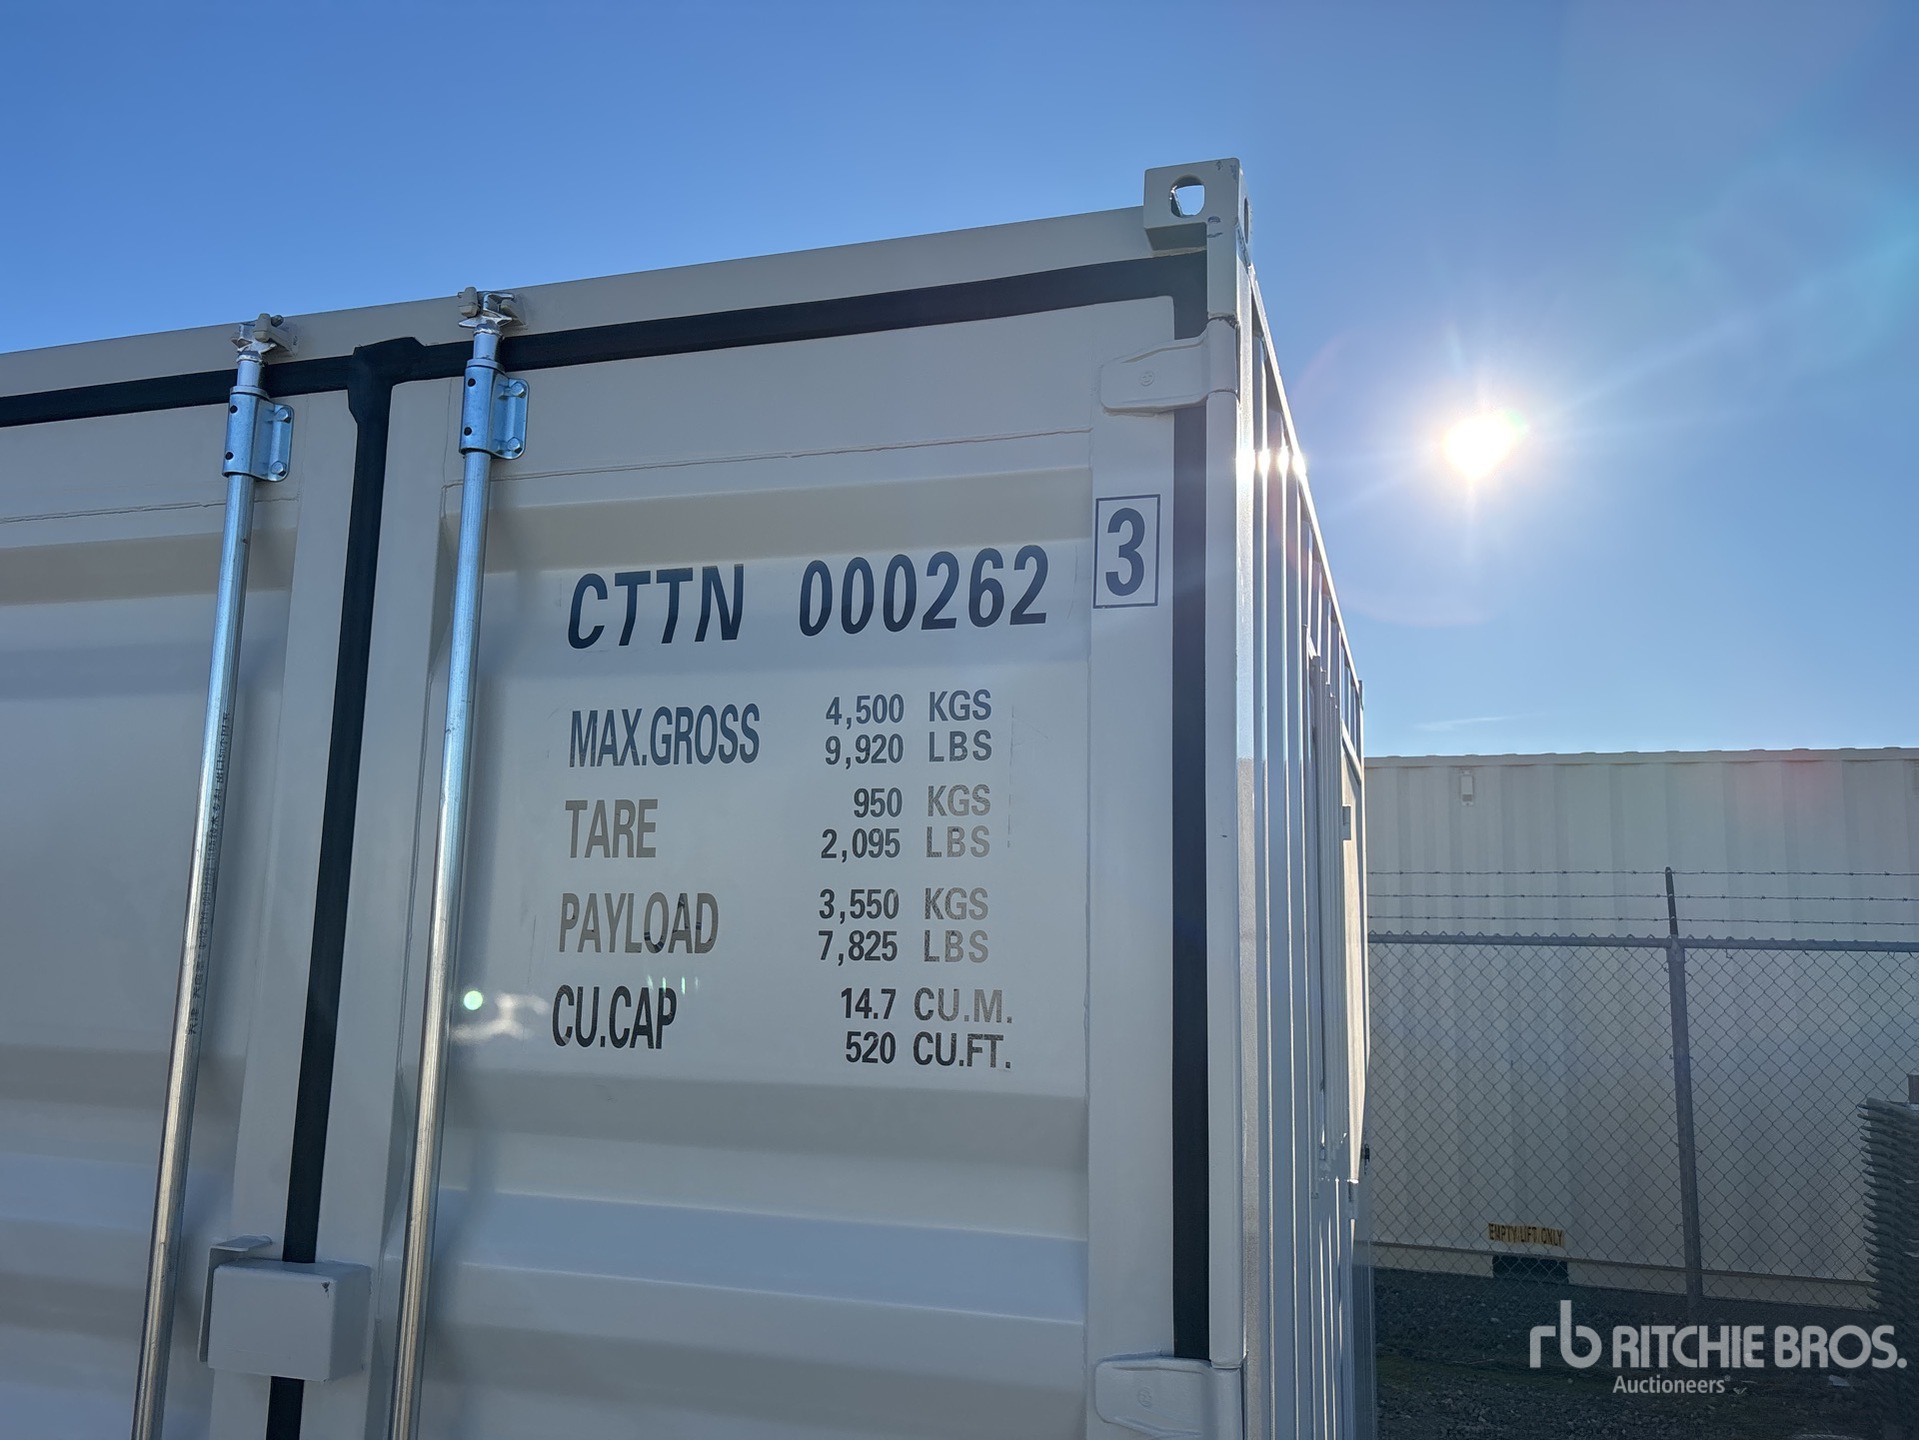 CTTN 000262 3
MAX.GROSS 4,500 KGS
9,920 LBS
TARE 950 KGS
2,095 LBS
PAYLOAD 3,550 KGS
7,825 LBS
CU.CAP 14.7 CU.M.
520 CU.FT.
EMPTY LIFT ONLY
rb RITCHIE BROS.
Auctioneers